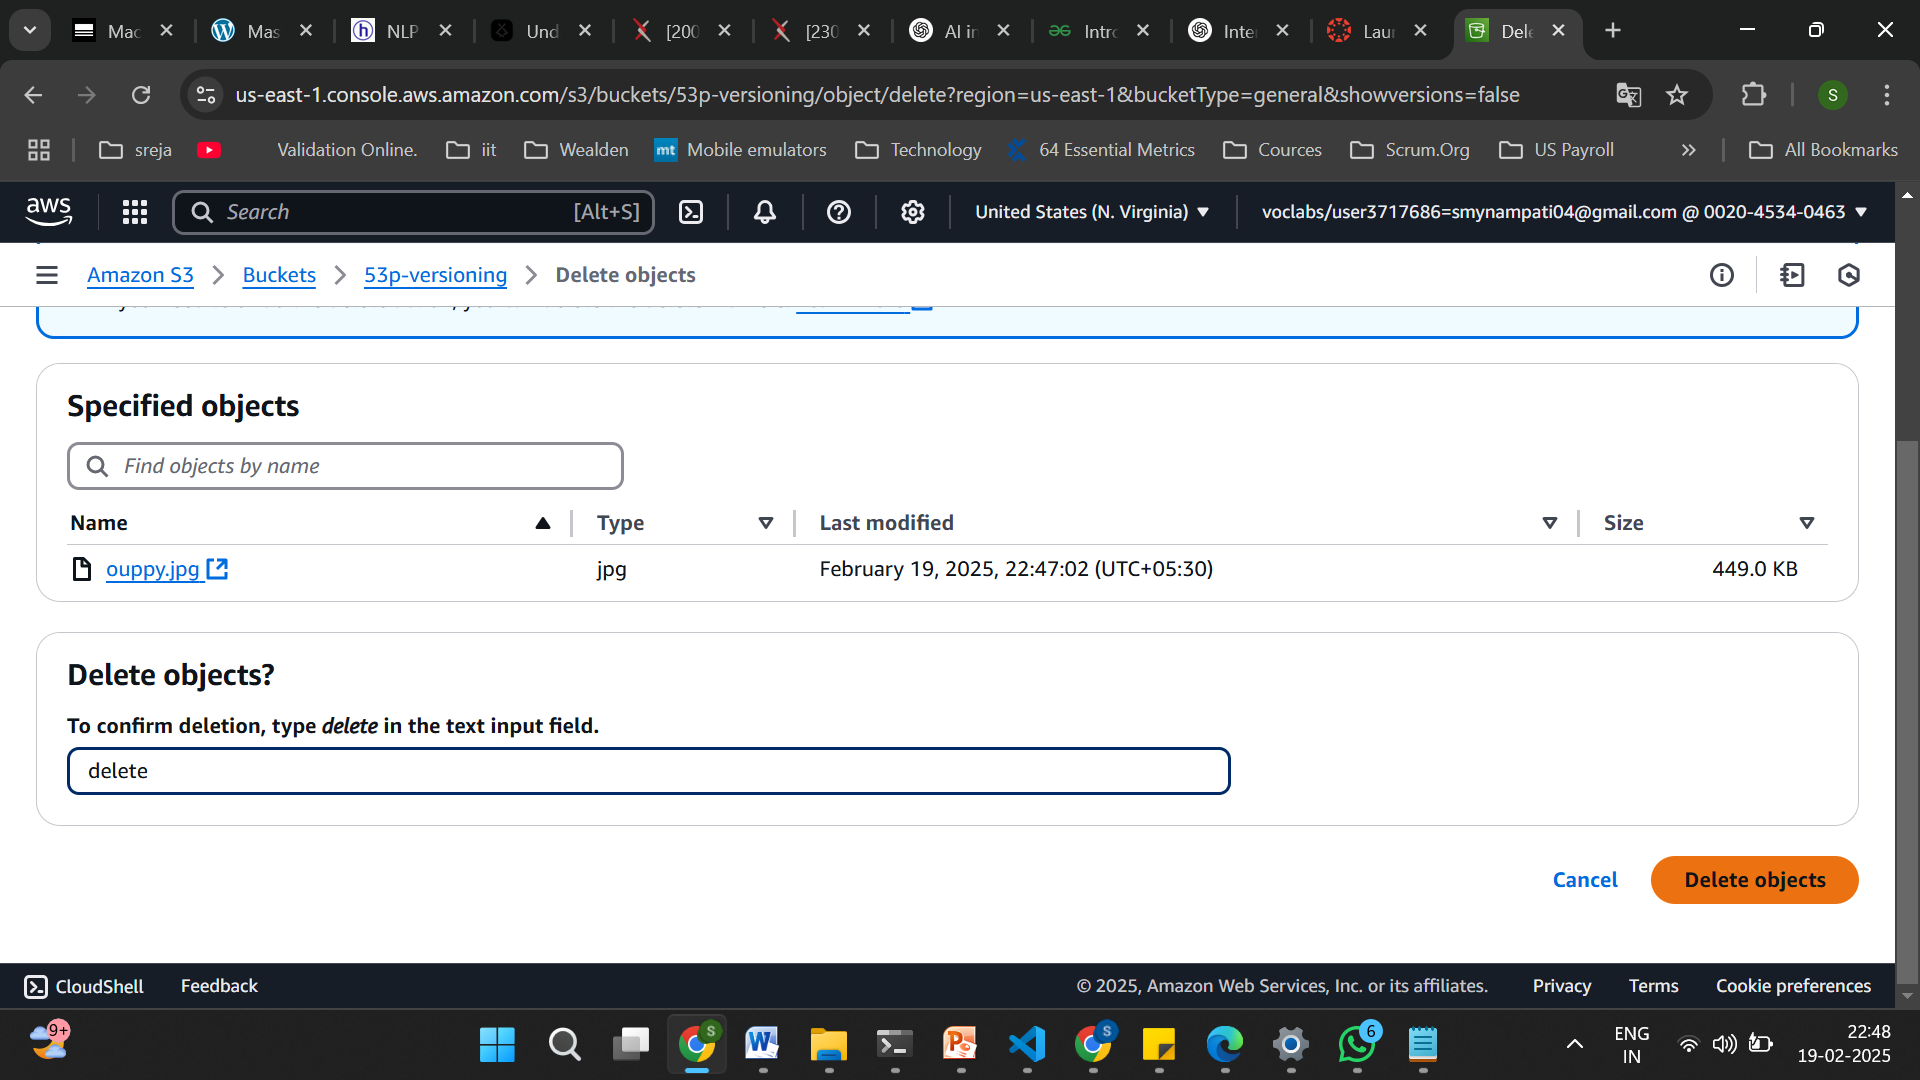 Mac
Mas
NLP
Und
[200
[230
AI in
Intro
Inte
Lau
Dele
us-east-1.console.aws.amazon.com/s3/buckets/53p-versioning/object/delete?region=us-east-1&bucketType=general&showversions=false
S
sreja
Validation Online.
iit
Wealden
mt Mobile emulators
Technology
64 Essential Metrics
Cources
Scrum.Org
US Payroll
All Bookmarks
aws
Search [Alt+S]
United States (N. Virginia)
voclabs/user3717686=smynampati04@gmail.com @ 0020-4534-0463
Amazon S3
Buckets
53p-versioning
Delete objects
Specified objects
Find objects by name
Name Type Last modified Size
ouppy.jpg jpg February 19, 2025, 22:47:02 (UTC+05:30) 449.0 KB
Delete objects?
To confirm deletion, type delete in the text input field.
delete
Cancel Delete objects
CloudShell Feedback © 2025, Amazon Web Services, Inc. or its affiliates. Privacy Terms Cookie preferences
9+
S
S
6
ENG
IN
22:48
19-02-2025